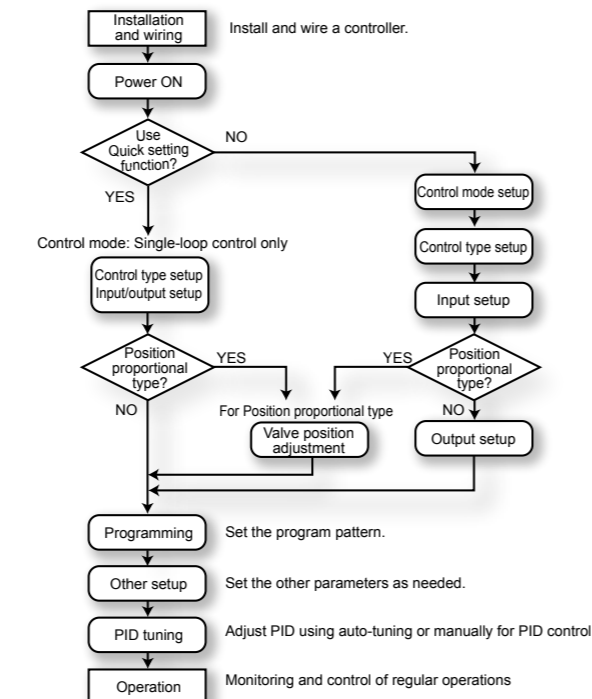 Installation
and wiring
Install and wire a controller.
Power ON
Use
Quick setting
function?
NO
YES
Control mode setup
Control mode: Single-loop control only
Control type setup
Control type setup
Input/output setup
Input setup
Position
proportional
type?
YES
YES
Position
proportional
type?
NO
For Position proportional type
NO
Valve position
adjustment
Output setup
Programming
Set the program pattern.
Other setup
Set the other parameters as needed.
PID tuning
Adjust PID using auto-tuning or manually for PID control
Operation
Monitoring and control of regular operations